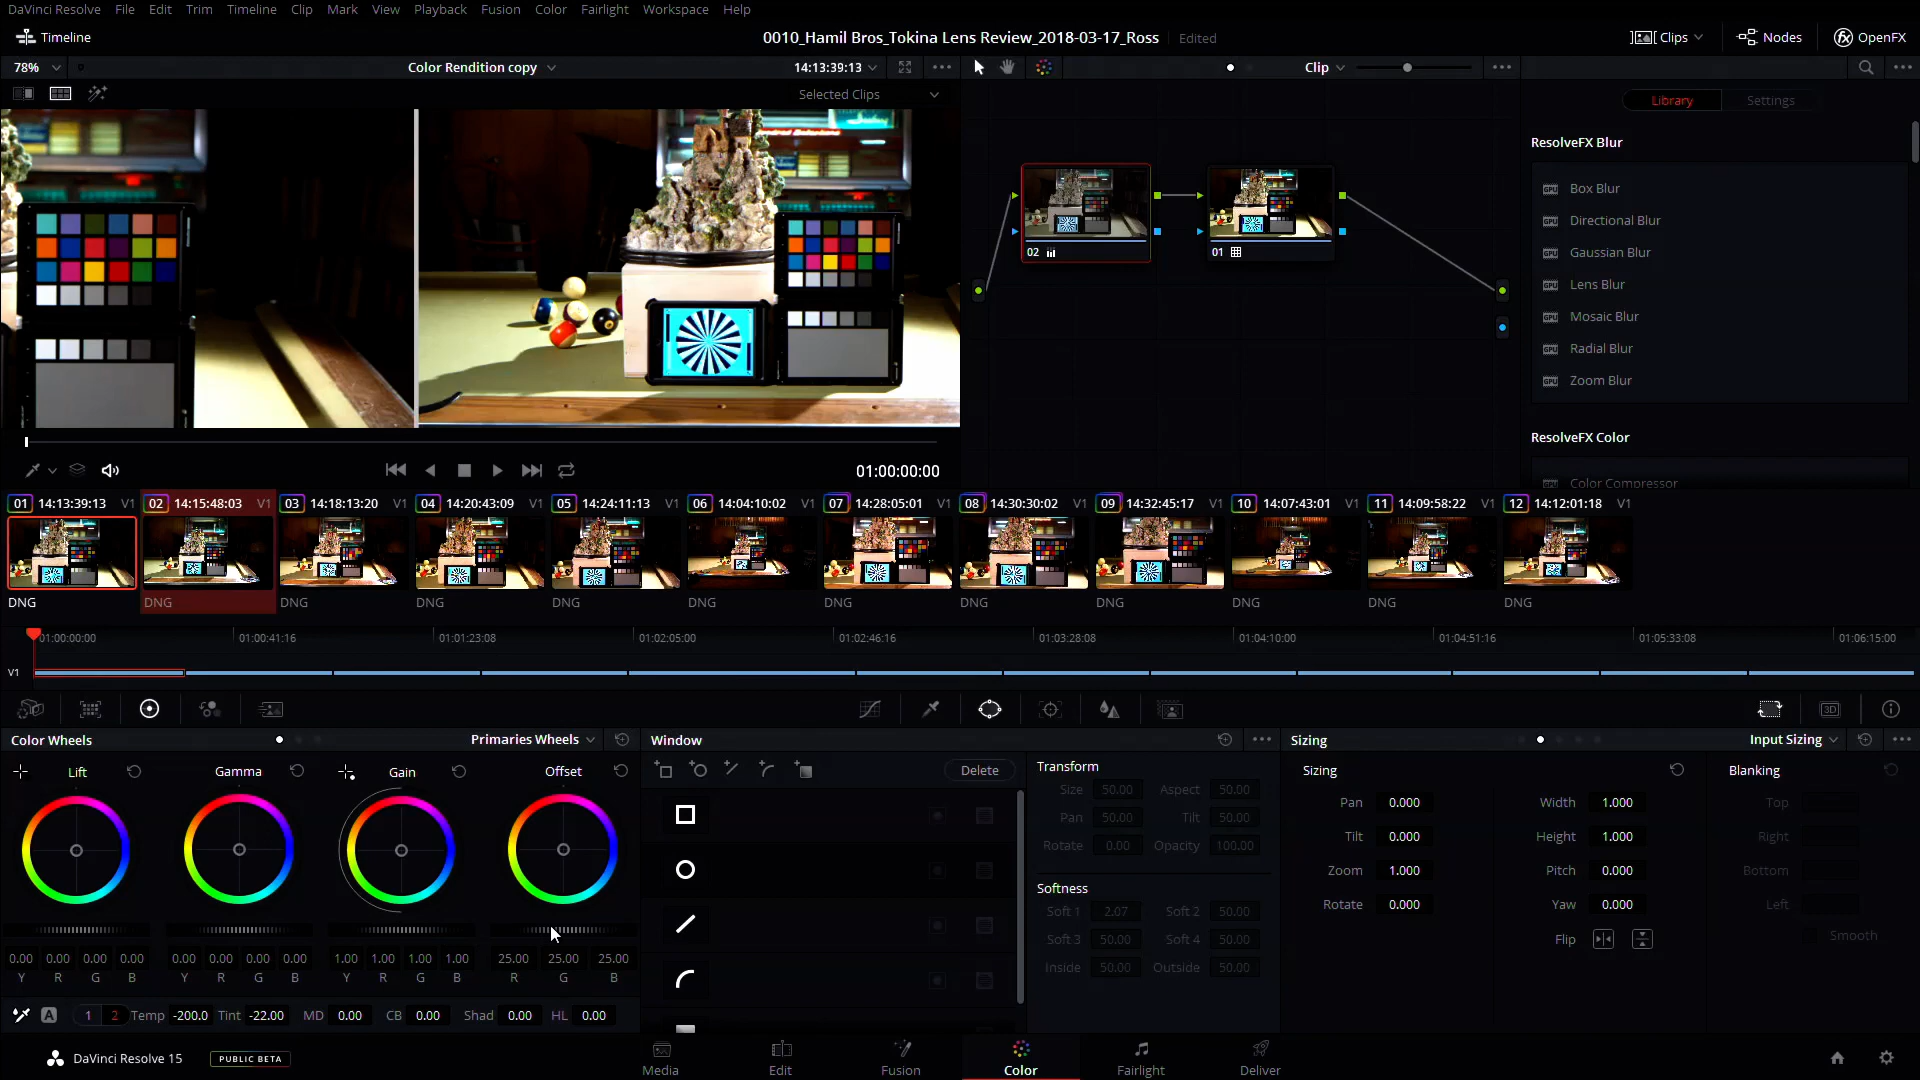 DaVinci Resolve File Edit Trim Timeline Clip Mark View Playback Fusion Color Fairlight Workspace Help
Timeline 0010_Hamil Bros_Tokina Lens Review_2018-03-17_Ross Edited Clips Nodes OpenFX
78% Color Rendition copy 14:13:39:13 Clip
Selected Clips
Library Settings
ResolveFX Blur
Box Blur
Directional Blur
Gaussian Blur
Lens Blur
Mosaic Blur
Radial Blur
Zoom Blur
ResolveFX Color
Color Compressor
02
01
01:00:00:00
01 14:13:39:13 V1 02 14:15:48:03 V1 03 14:18:13:20 V1 04 14:20:43:09 V1 05 14:24:11:13 V1 06 14:04:10:02 V1 07 14:28:05:01 V1 08 14:30:30:02 V1 09 14:32:45:17 V1 10 14:07:43:01 V1 11 14:09:58:22 V1 12 14:12:01:18 V1
DNG DNG DNG DNG DNG DNG DNG DNG DNG DNG DNG DNG
01:00:00:00 01:00:41:16 01:01:23:08 01:02:05:00 01:02:46:16 01:03:28:08 01:04:10:00 01:04:51:16 01:05:33:08 01:06:15:00
V1
3D
Color Wheels Primaries Wheels
Lift Gamma Gain Offset
0.00 0.00 0.00 0.00 0.00 0.00 0.00 0.00 1.00 1.00 1.00 1.00 25.00 25.00 25.00
Y R G B Y R G B Y R G B R G B
A 1 2 Temp -200.0 Tint -22.00 MD 0.00 CB 0.00 Shad 0.00 HL 0.00
Window
Delete
Transform
Size 50.00 Aspect 50.00
Pan 50.00 Tilt 50.00
Rotate 0.00 Opacity 100.00
Softness
Soft 1 2.07 Soft 2 50.00
Soft 3 50.00 Soft 4 50.00
Inside 50.00 Outside 50.00
Sizing Input Sizing
Sizing Blanking
Pan 0.000 Width 1.000 Top
Tilt 0.000 Height 1.000 Right
Zoom 1.000 Pitch 0.000 Bottom
Rotate 0.000 Yaw 0.000 Left
Flip Smooth
DaVinci Resolve 15 PUBLIC BETA
Media Edit Fusion Color Fairlight Deliver